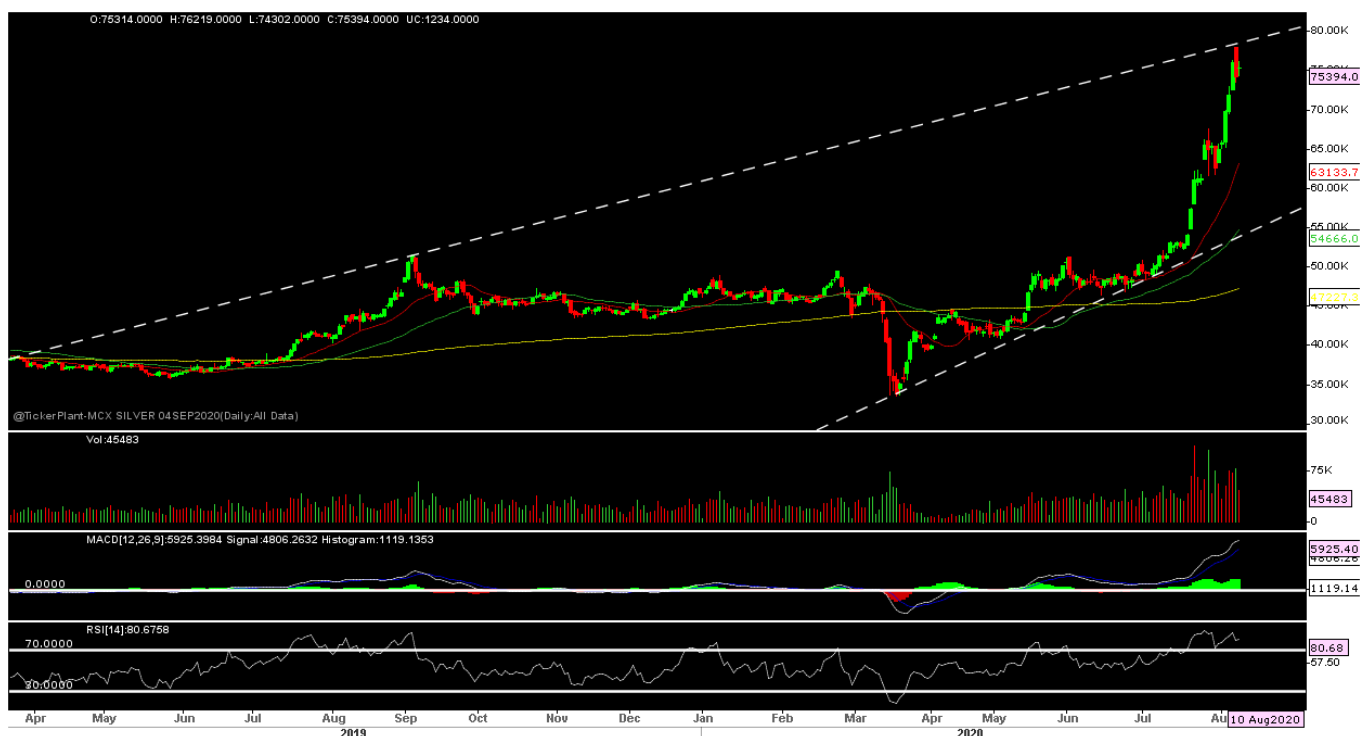 O:75314.0000 H:76219.0000 L:74302.0000 C:75394.0000 UC:1234.0000
80.00K
75394.0
70.00K
65.00K
63133.7
60.00K
55.00K
54666.0
50.00K
47227.3
40.00K
35.00K
30.00K
@TickerPlant-MCX SILVER 04SEP2020(Daily:All Data)
Vol:45483
75K
45483
0
MACD[12,26,9]:5925.3984 Signal:4806.2632 Histogram:1119.1353
5925.40
4806.26
0.0000
1119.14
RSI[14]:80.6758
70.0000
80.68
57.50
30.0000
Apr May Jun Jul Aug Sep Oct Nov Dec Jan Feb Mar Apr May Jun Jul Au 10 Aug2020
2019 2020